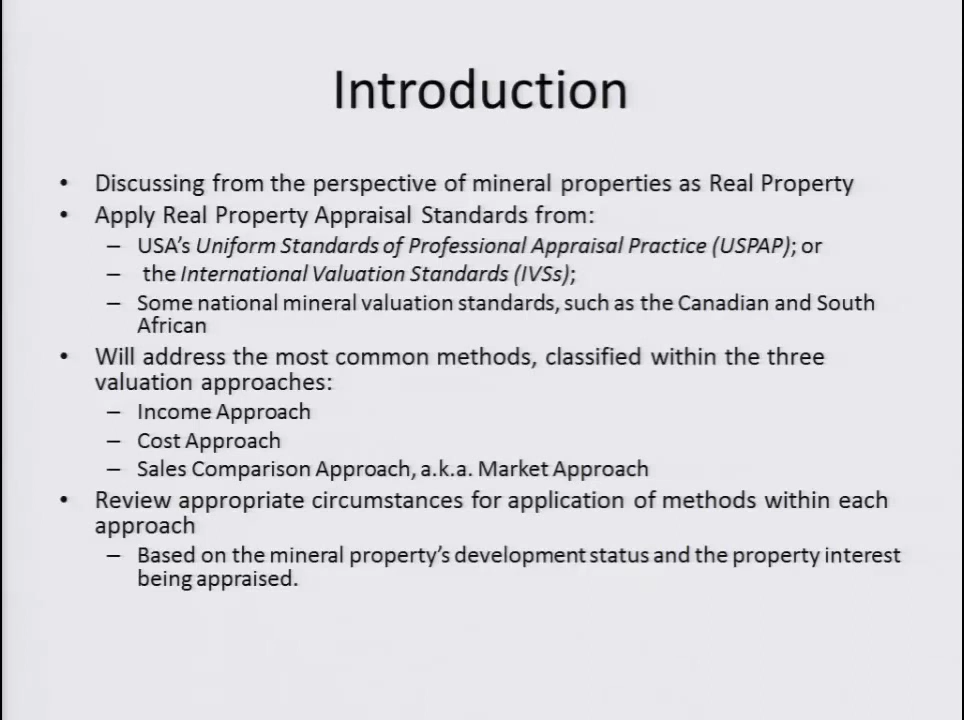 Introduction
• Discussing from the perspective of mineral properties as Real Property
• Apply Real Property Appraisal Standards from:
– USA's Uniform Standards of Professional Appraisal Practice (USPAP); or
– the International Valuation Standards (IVSs);
– Some national mineral valuation standards, such as the Canadian and South
African
• Will address the most common methods, classified within the three
valuation approaches:
– Income Approach
– Cost Approach
– Sales Comparison Approach, a.k.a. Market Approach
• Review appropriate circumstances for application of methods within each
approach
– Based on the mineral property's development status and the property interest
being appraised.